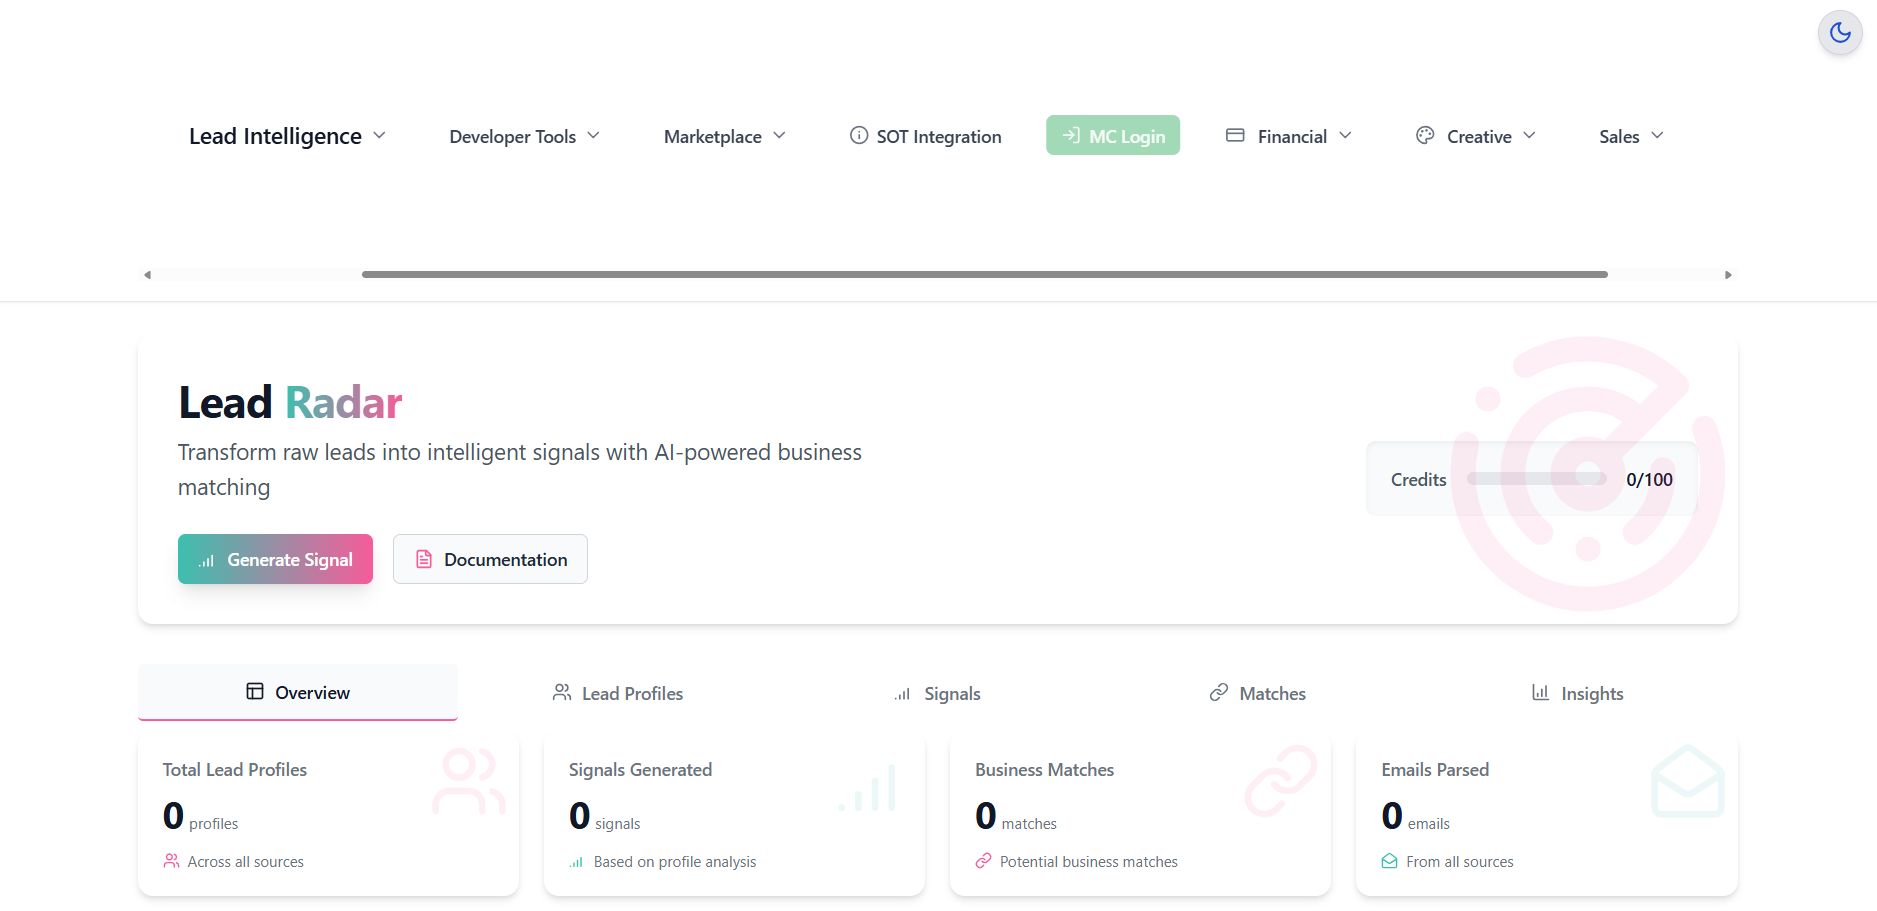 Lead Intelligence
Developer Tools
Marketplace
SOT Integration
MC Login
Financial
Creative
Sales
Lead Radar
Transform raw leads into intelligent signals with AI-powered business
matching
Credits 0/100
Generate Signal
Documentation
Overview
Lead Profiles
Signals
Matches
Insights
Total Lead Profiles
0 profiles
Across all sources
Signals Generated
0 signals
Based on profile analysis
Business Matches
0 matches
Potential business matches
Emails Parsed
0 emails
From all sources